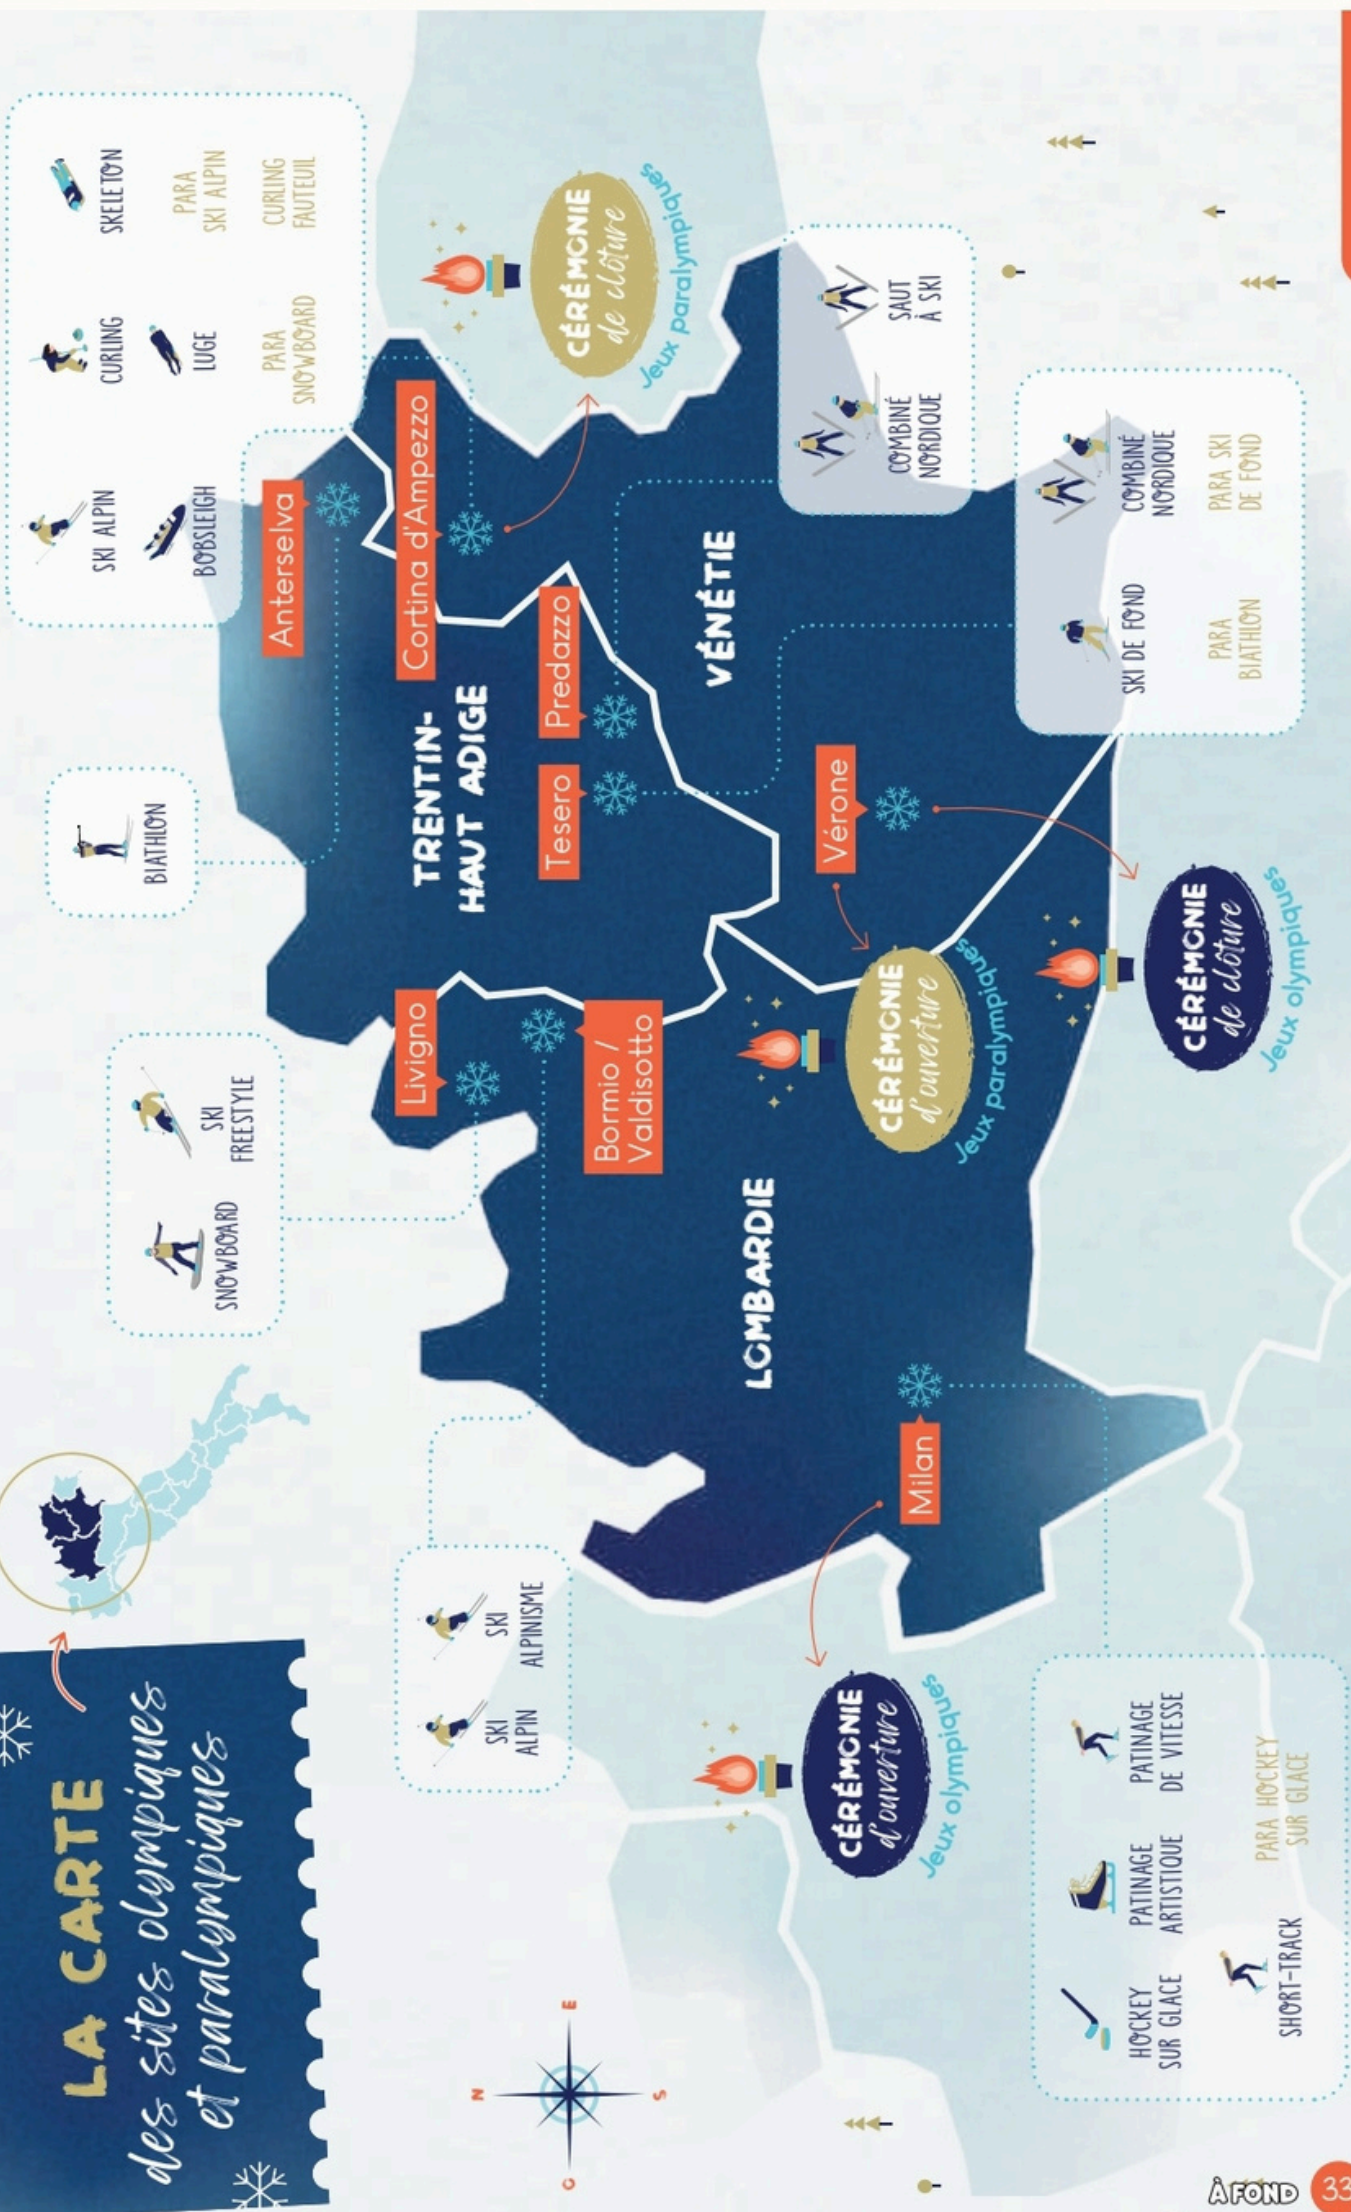 LA CARTE
des sites olympiques
et paralympiques
N
E
S
O
SNOWBOARD
SKI
FREESTYLE
BIATHLON
SKI ALPIN
CURLING
SKELETON
BOBSLEIGH
LUGE
PARA
SKI ALPIN
PARA
SNOWBOARD
CURLING
FAUTEUIL
SKI
ALPIN
SKI
ALPINISME
Livigno
Bormio /
Valdisotto
Anterselva
Cortina d'Ampezzo
Predazzo
Tesero
TRENTIN-
HAUT ADIGE
VÉNÉTIE
LOMBARDIE
Vérone
Milan
CÉRÉMONIE
de clôture
Jeux paralympiques
COMBINÉ
NORDIQUE
SAUT
À SKI
CÉRÉMONIE
d'ouverture
Jeux olympiques
CÉRÉMONIE
d'ouverture
Jeux paralympiques
CÉRÉMONIE
de clôture
Jeux olympiques
SKI DE FOND
COMBINÉ
NORDIQUE
PARA
BIATHLON
PARA SKI
DE FOND
HOCKEY
SUR GLACE
PATINAGE
ARTISTIQUE
PATINAGE
DE VITESSE
SHORT-TRACK
PARA HOCKEY
SUR GLACE
À FOND
33